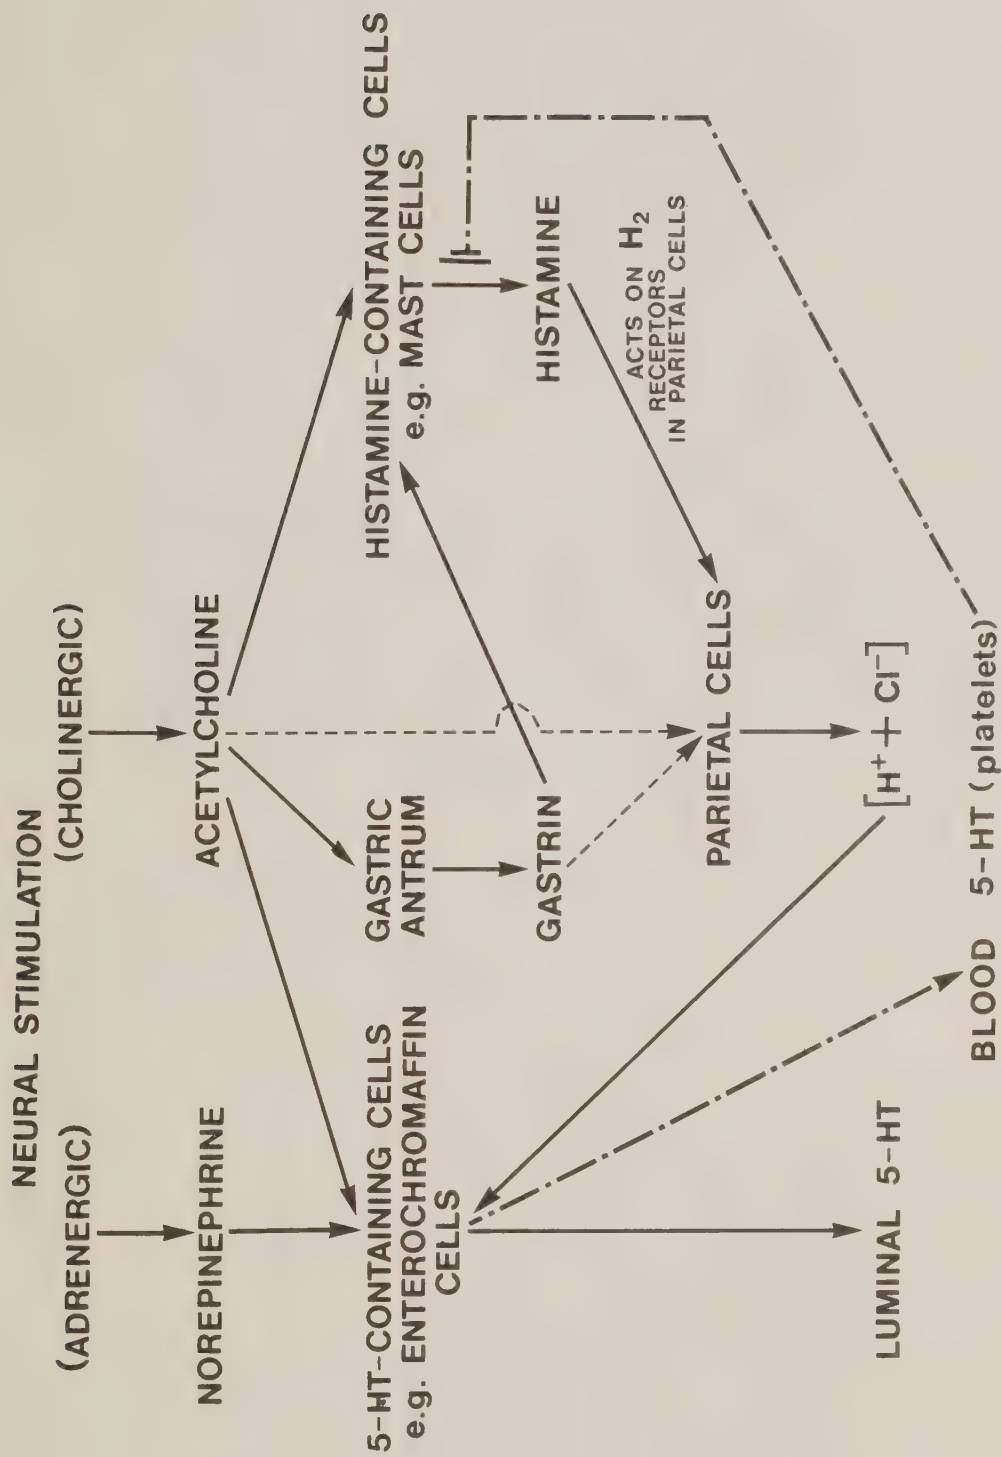 NEURAL STIMULATION
(ADRENERGIC)
(CHOLINERGIC)
NOREPINEPHRINE
ACETYLCHOLINE
5-HT-CONTAINING CELLS
e.g. ENTEROCHROMAFFIN
CELLS
GASTRIC
ANTRUM
HISTAMINE-CONTAINING CELLS
e.g. MAST CELLS
GASTRIN
HISTAMINE
ACTS ON H₂
RECEPTORS
IN PARIETAL CELLS
PARIETAL CELLS
LUMINAL 5-HT
[H⁺ + Cl⁻]
BLOOD 5-HT (platelets)